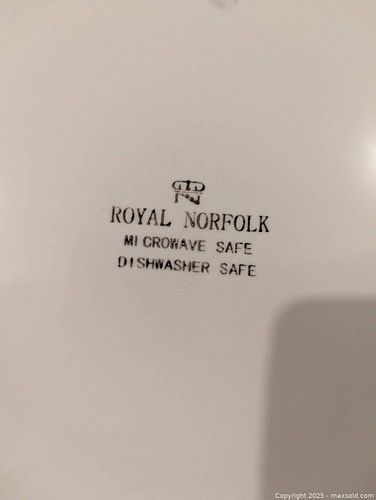 ROYAL NORFOLK
MICROWAVE SAFE
DISHWASHER SAFE
Copyright 2025 - maxsold.com